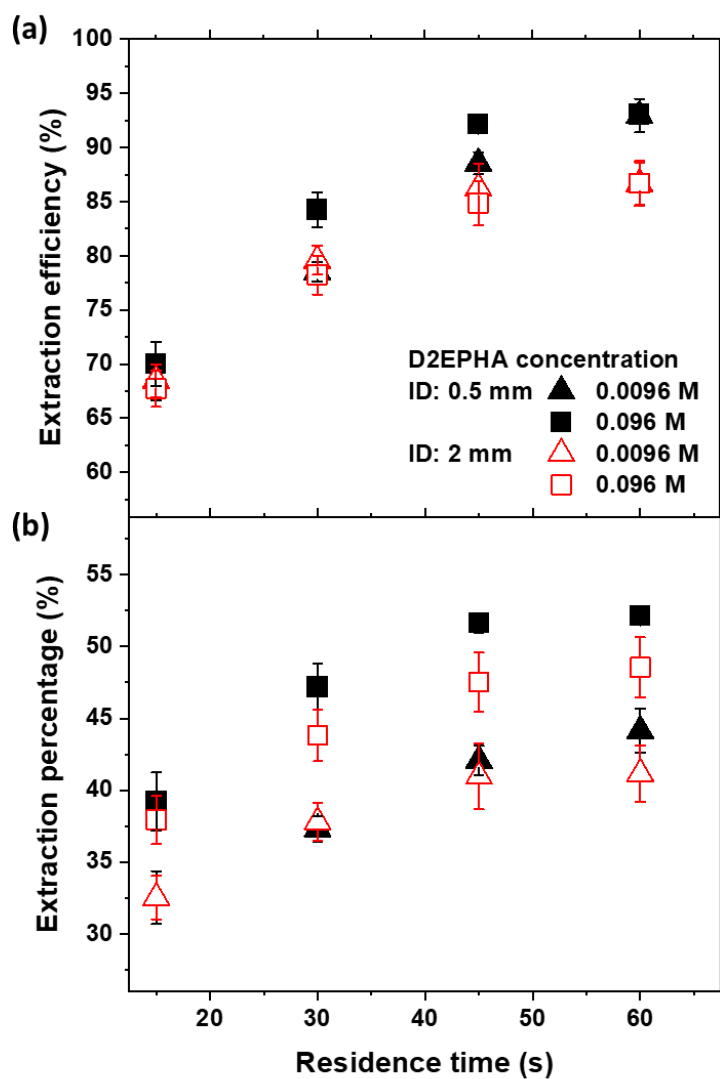 (a)
100
95
90
85
80
75
70
65
60
Extraction efficiency (%)
D2EPHA concentration
ID: 0.5 mm 0.0096 M
0.096 M
ID: 2 mm 0.0096 M
0.096 M
(b)
55
50
45
40
35
30
Extraction percentage (%)
20 30 40 50 60
Residence time (s)